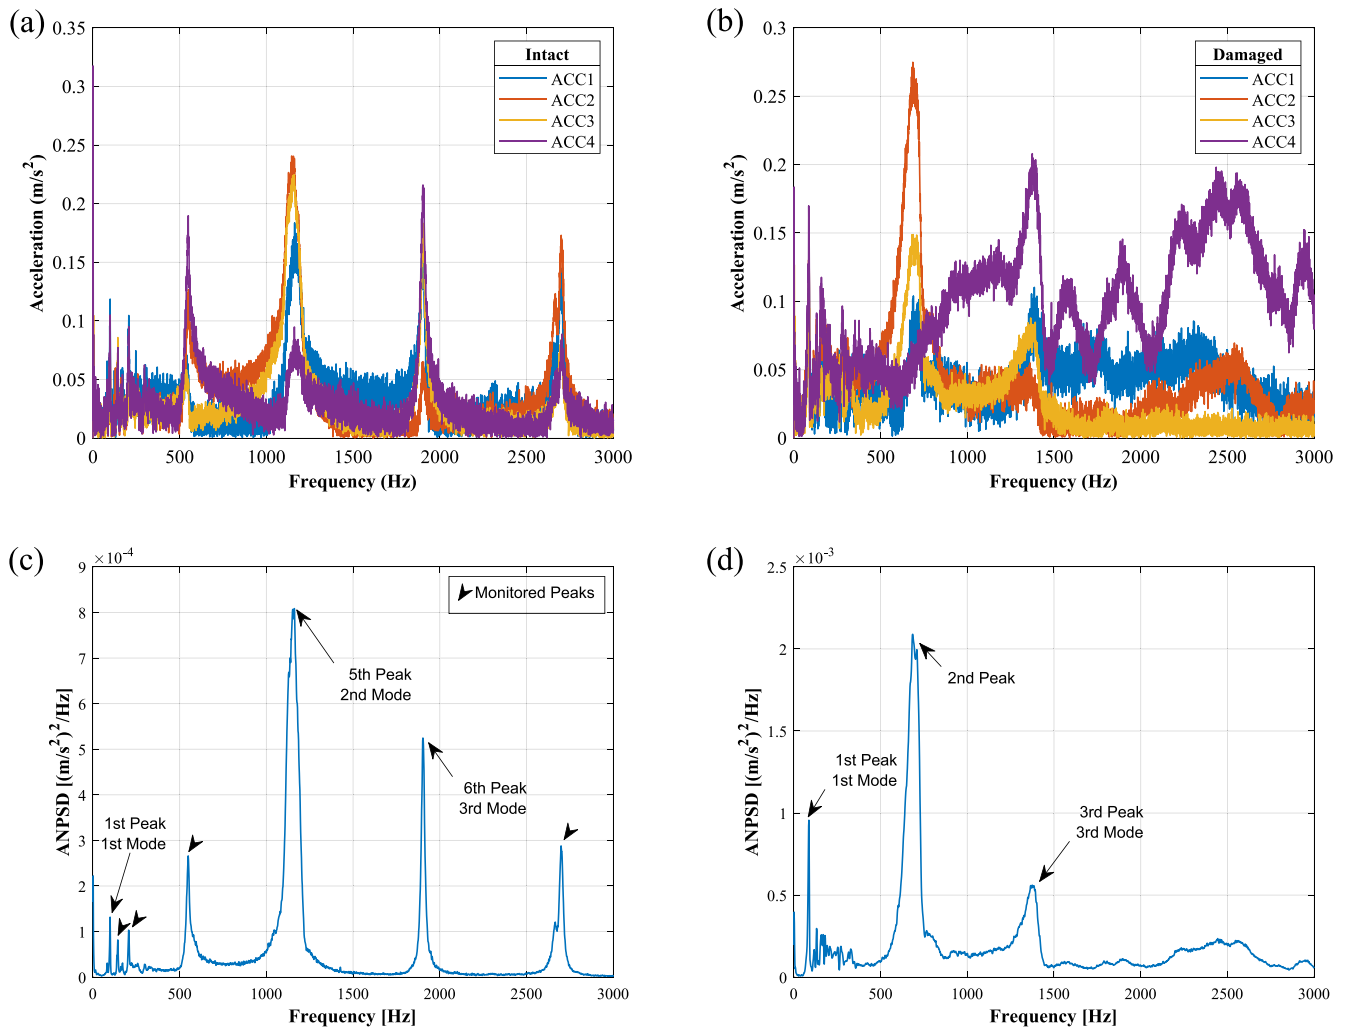 (a)
0.35
0.3
0.25
0.2
0.15
0.1
0.05
0
Acceleration (m/s²)
Intact
ACC1
ACC2
ACC3
ACC4
0 500 1000 1500 2000 2500 3000
Frequency (Hz)
(b)
0.3
0.25
0.2
0.15
0.1
0.05
0
Acceleration (m/s²)
Damaged
ACC1
ACC2
ACC3
ACC4
0 500 1000 1500 2000 2500 3000
Frequency (Hz)
(c)
×10⁻⁴
9
8
7
6
5
4
3
2
1
0
ANPSD [(m/s²)²/Hz]
Monitored Peaks
5th Peak
2nd Mode
6th Peak
3rd Mode
1st Peak
1st Mode
0 500 1000 1500 2000 2500 3000
Frequency [Hz]
(d)
×10⁻³
2.5
2
1.5
1
0.5
0
ANPSD [(m/s²)²/Hz]
2nd Peak
1st Peak
1st Mode
3rd Peak
3rd Mode
0 500 1000 1500 2000 2500 3000
Frequency [Hz]